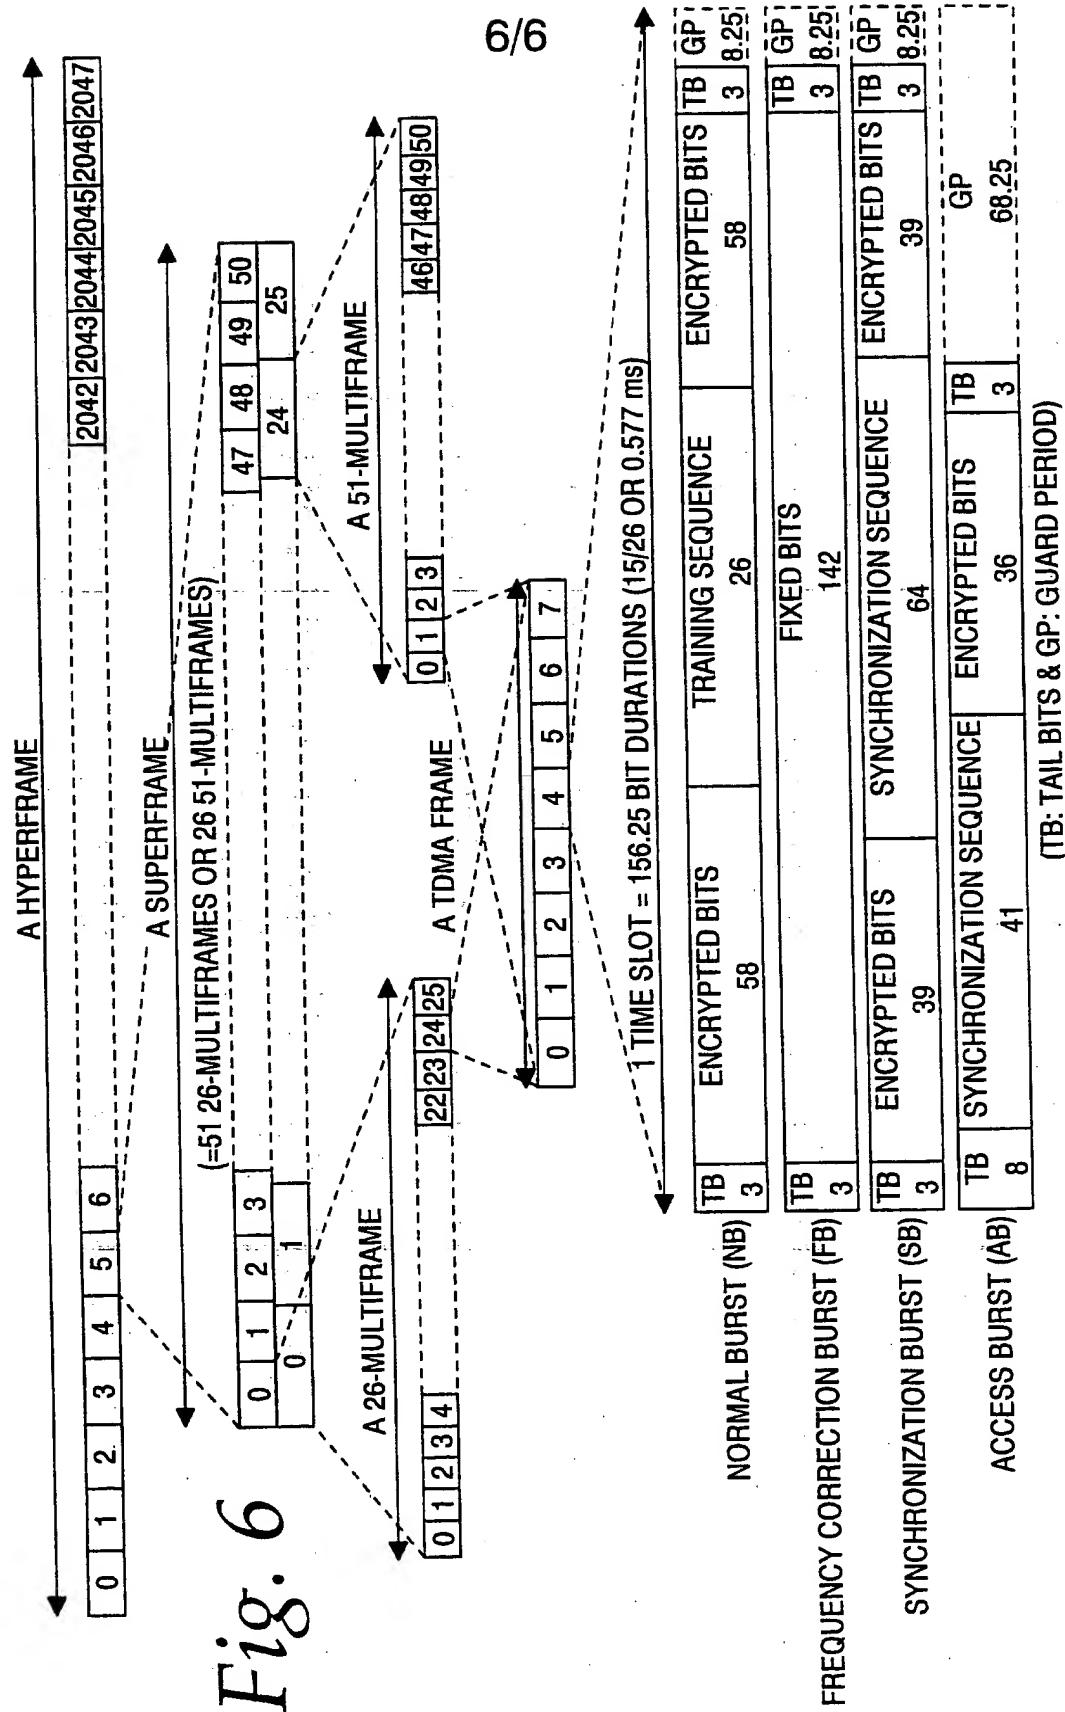 6/6
A HYPERFRAME
0 1 2 3 4 5 6 2042 2043 2044 2045 2046 2047
A SUPERFRAME
(=51 26-MULTIFRAMES OR 26 51-MULTIFRAMES)
0 1 2 3 47 48 49 50
0 1 24 25
Fig. 6
A 26-MULTIFRAME
A 51-MULTIFRAME
0 1 2 3 4 22 23 24 25
0 1 2 3 46 47 48 49 50
A TDMA FRAME
0 1 2 3 4 5 6 7
1 TIME SLOT = 156.25 BIT DURATIONS (15/26 OR 0.577 ms)
NORMAL BURST (NB)
TB ENCRYPTED BITS TRAINING SEQUENCE ENCRYPTED BITS TB GP
3 58 26 58 3 8.25
FREQUENCY CORRECTION BURST (FB)
TB FIXED BITS TB GP
3 142 3 8.25
SYNCHRONIZATION BURST (SB)
TB ENCRYPTED BITS SYNCHRONIZATION SEQUENCE ENCRYPTED BITS TB GP
3 39 64 39 3 8.25
ACCESS BURST (AB)
TB SYNCHRONIZATION SEQUENCE ENCRYPTED BITS TB GP
8 41 36 3 68.25
(TB: TAIL BITS & GP: GUARD PERIOD)